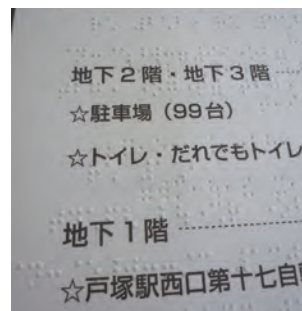 地下2階・地下3階……
☆駐車場（99台）
☆トイレ・だれでもトイレ
地下1階…………
☆戸塚駅西口第十七自